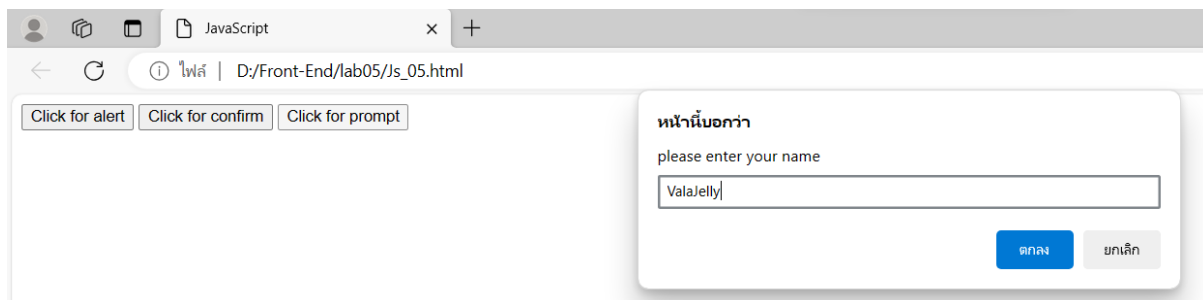 JavaScript
ไฟล์ | D:/Front-End/lab05/Js_05.html
Click for alert Click for confirm Click for prompt
หน้านี้บอกว่า
please enter your name
ValaJelly
ตกลง ยกเลิก